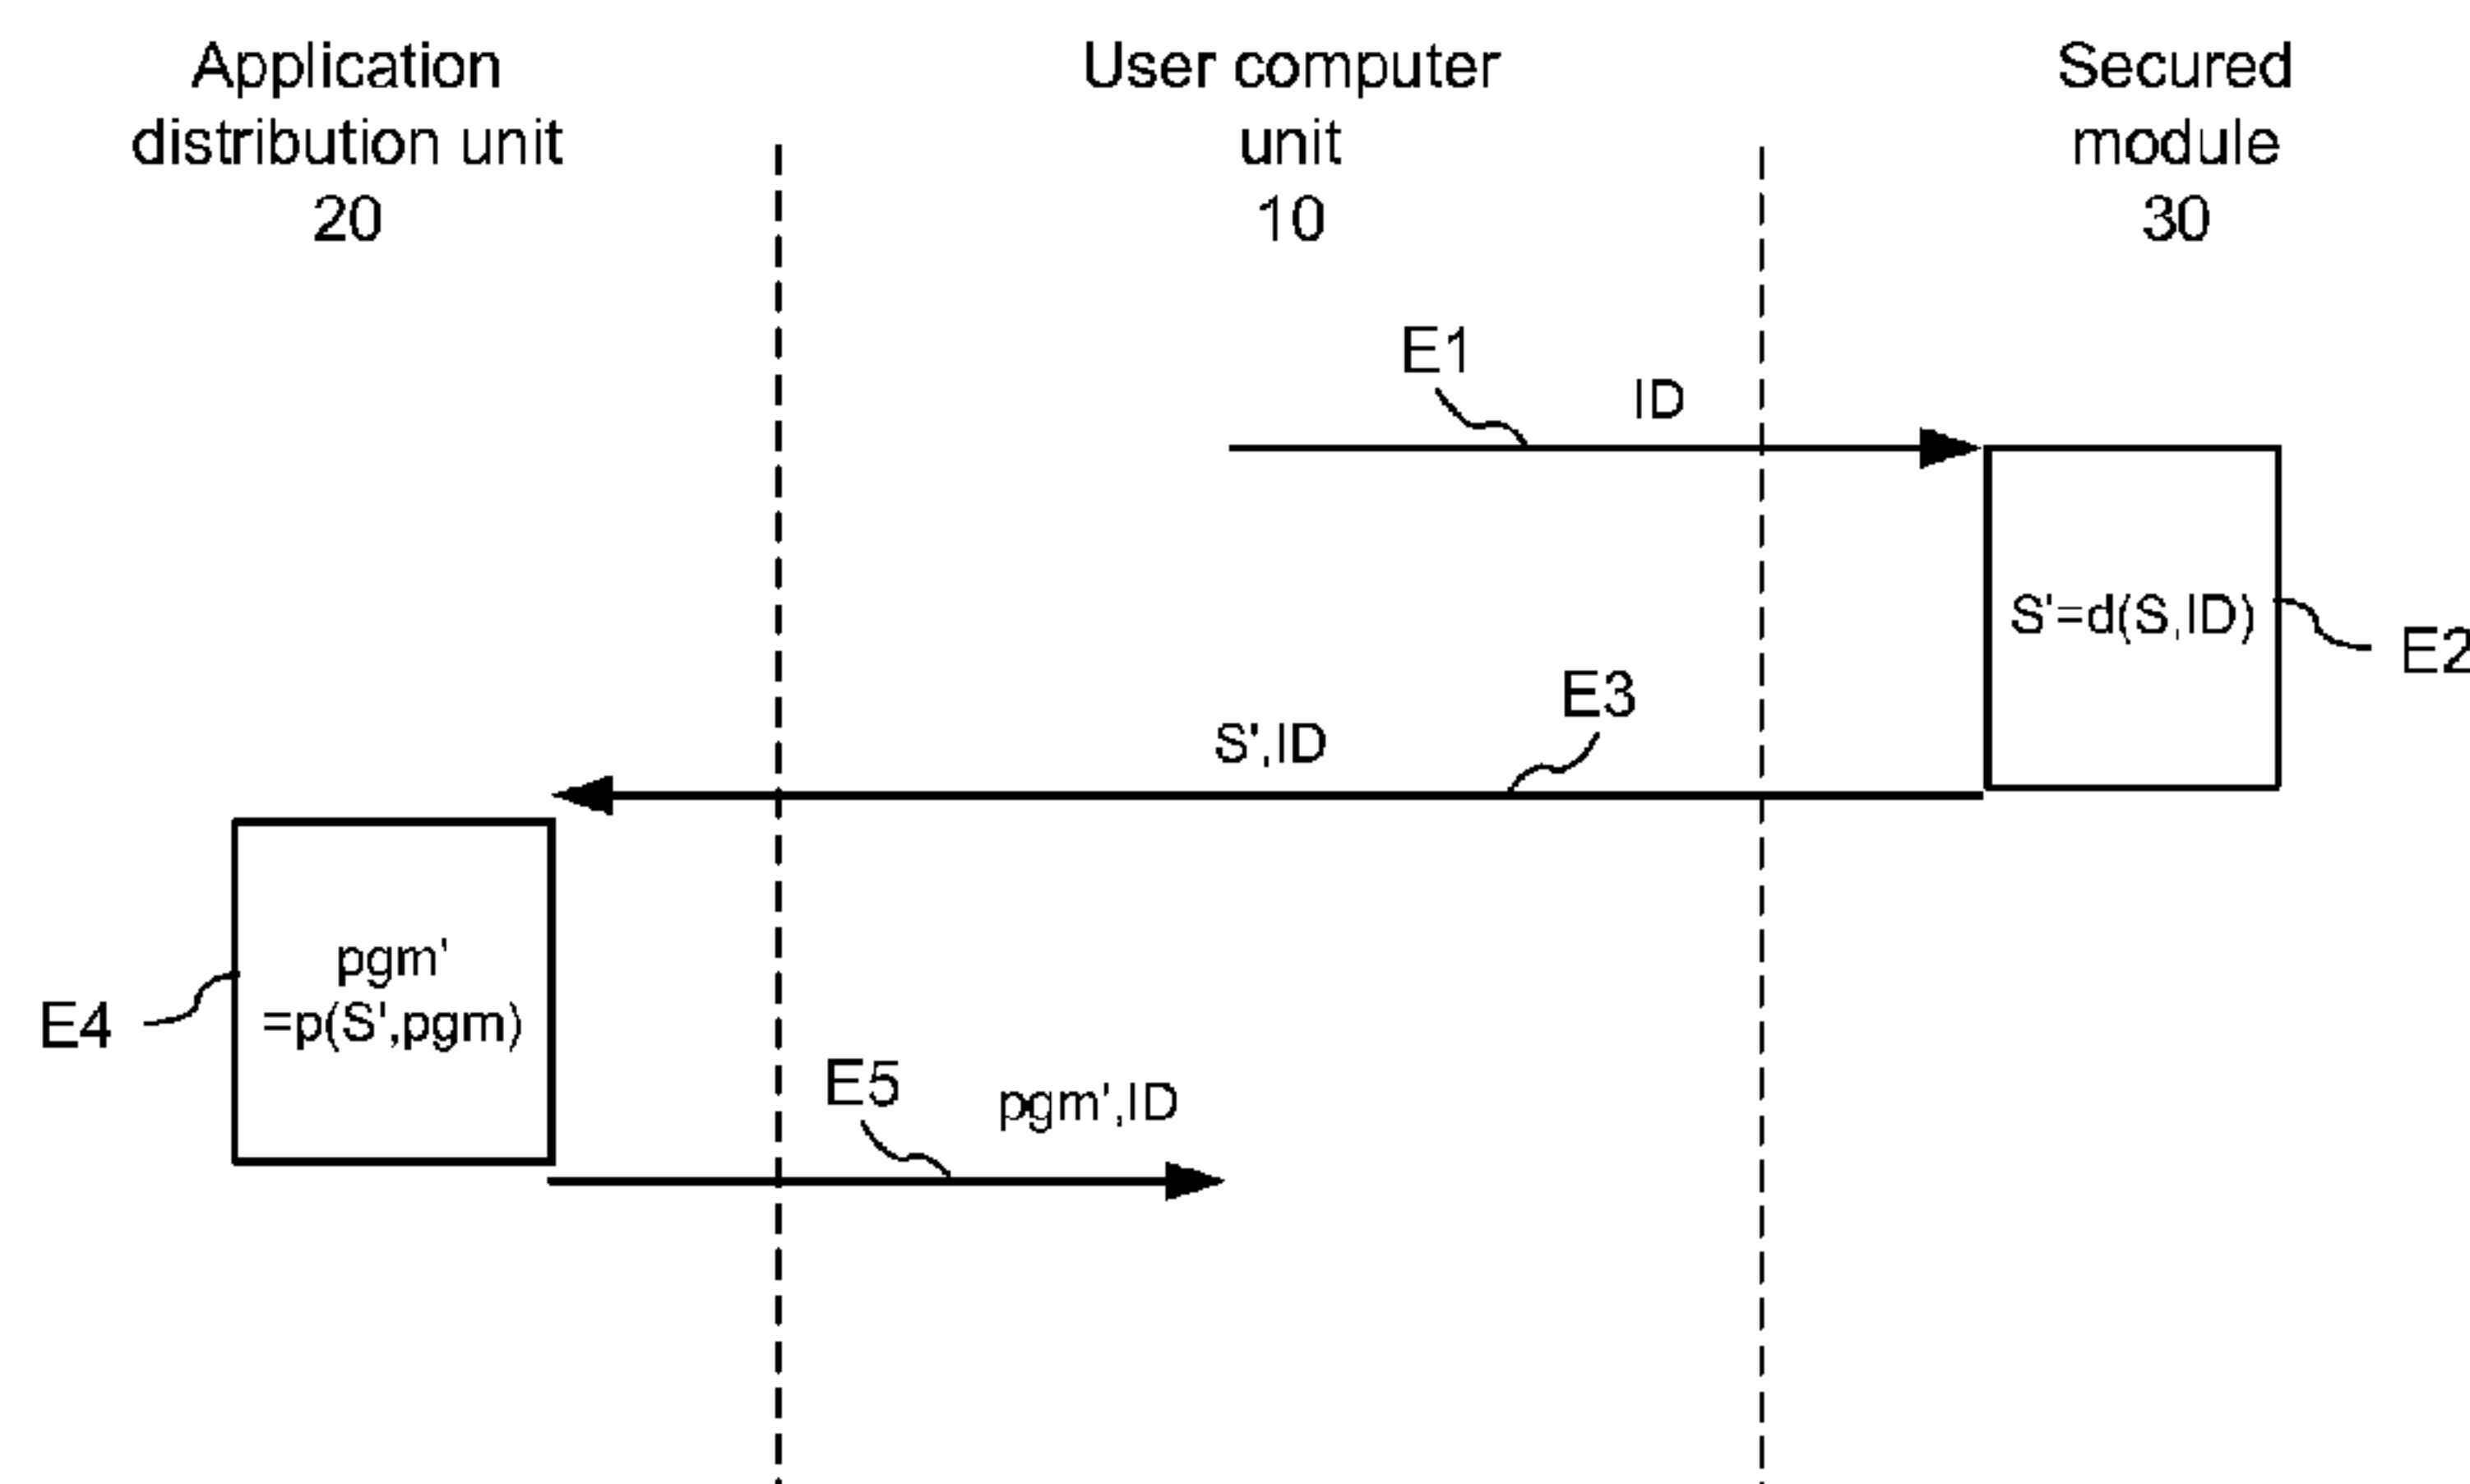 Application
distribution unit
20
User computer
unit
10
Secured
module
30
E1
ID
S'=d(S,ID)
E2
E3
S',ID
pgm'
=p(S',pgm)
E4
E5
pgm',ID